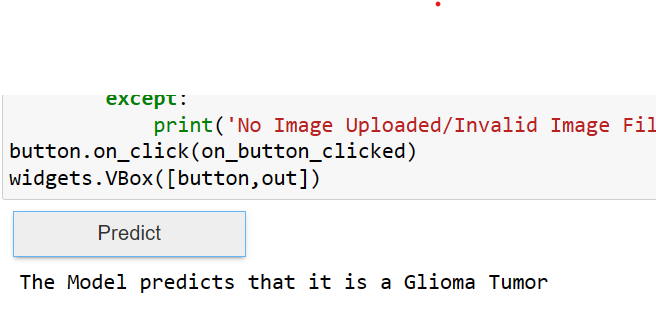 except:
print('No Image Uploaded/Invalid Image Fil
button.on_click(on_button_clicked)
widgets.VBox([button,out])
Predict
The Model predicts that it is a Glioma Tumor